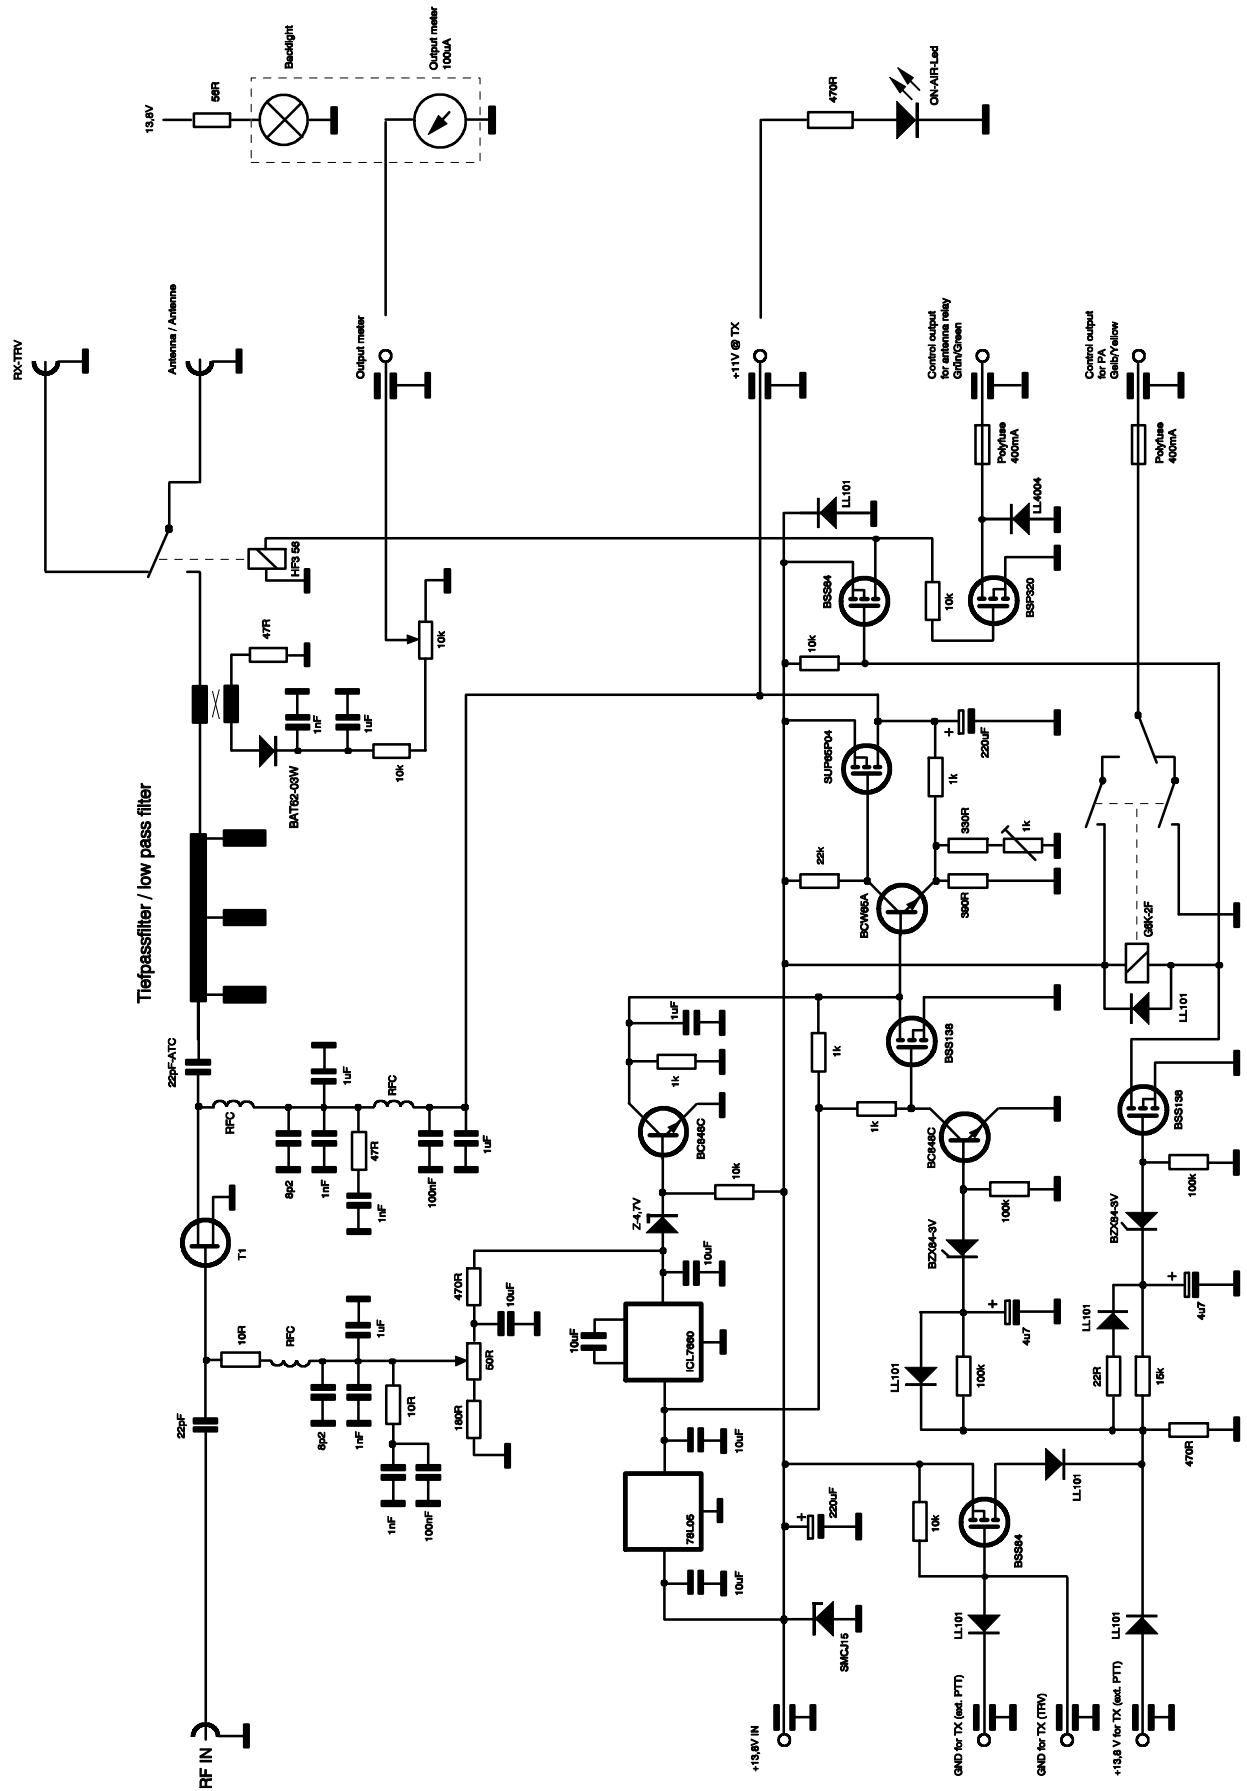 RX-TRV
Antenna / Antenne
13,8V
56R
Backlight
Output meter
100uA
Output meter
HF3 56
47R
10k
1nF
1uF
10k
BAT62-03W
Tiefpassfilter / low pass filter
22pF-ATC
RFC
1uF
RFC
8p2
1nF
47R
1nF
100nF
1uF
T1
10R
RFC
1uF
22pF
8p2
1nF
10R
1nF
100nF
180R
50R
470R
10uF
RF IN
470R
ON-AIR-Led
+11V @ TX
Control output
for antenna relay
Grün/Green
Control output
for PA
Gelb/Yellow
Polyfuse
400mA
Polyfuse
400mA
LL101
LL4004
BSS84
10k
BSP320
10k
SUP65P04
+
220uF
1k
330R
1k
22k
390R
BCW65A
G6K-2F
LL101
1uF
1k
BC848C
10k
Z-4,7V
10uF
10uF
ICL7660
10uF
78L05
10uF
1k
BSS138
1k
BC848C
100k
BZX84-3V
+
4u7
LL101
100k
BSS138
100k
BZX84-3V
+
4u7
LL101
22R
15k
470R
LL101
+
220uF
SMCJ15
10k
BSS84
LL101
LL101
+13,8V IN
GND for TX (ext. PTT)
GND for TX (TRV)
+13,8 V for TX (ext. PTT)